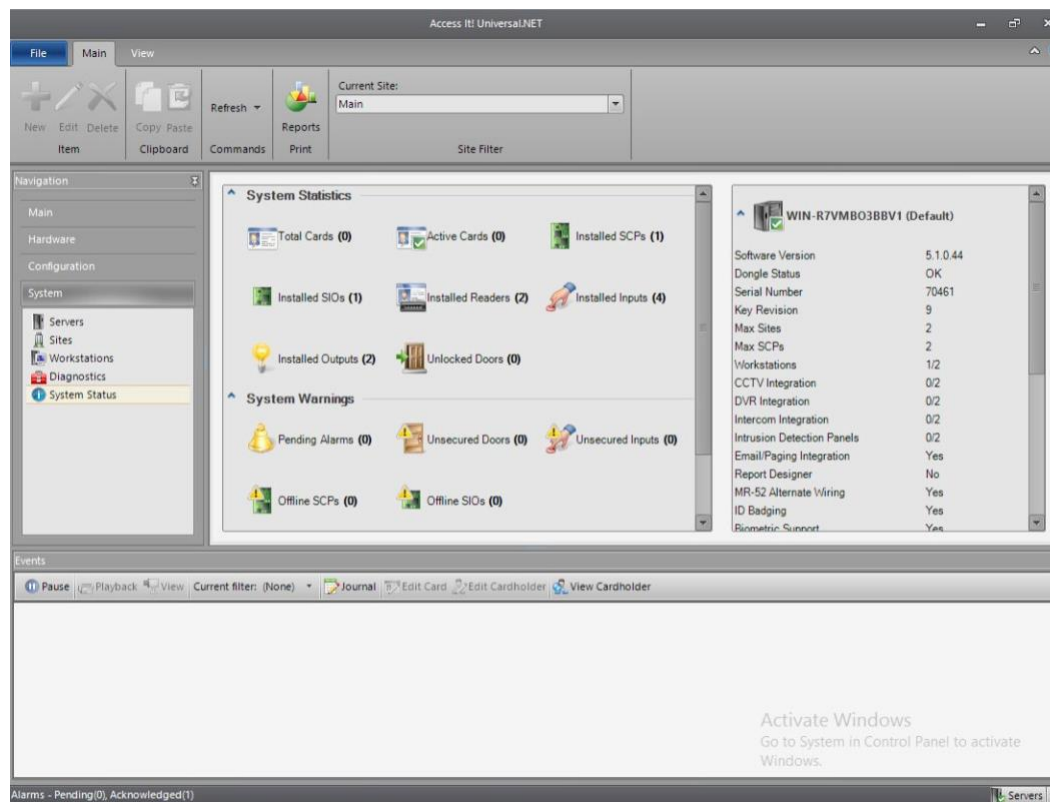 Access It! Universal.NET
File Main View
Current Site:
Main
Refresh
New Edit Delete Copy Paste Reports
Item Clipboard Commands Print Site Filter
Navigation
Main
Hardware
Configuration
System
Servers
Sites
Workstations
Diagnostics
System Status
System Statistics
Total Cards (0) Active Cards (0) Installed SCPs (1)
Installed SIOs (1) Installed Readers (2) Installed Inputs (4)
Installed Outputs (2) Unlocked Doors (0)
System Warnings
Pending Alarms (0) Unsecured Doors (0) Unsecured Inputs (0)
Offline SCPs (0) Offline SIOs (0)
WIN-R7VMBO3BBV1 (Default)
Software Version 5.1.0.44
Dongle Status OK
Serial Number 70461
Key Revision 9
Max Sites 2
Max SCPs 2
Workstations 1/2
CCTV Integration 0/2
DVR Integration 0/2
Intercom Integration 0/2
Intrusion Detection Panels 0/2
Email/Paging Integration Yes
Report Designer No
MR-52 Alternate Wiring Yes
ID Badging Yes
Biometric Support Yes
Events
Pause Playback View Current filter: (None) Journal Edit Card Edit Cardholder View Cardholder
Activate Windows
Go to System in Control Panel to activate
Windows.
Alarms - Pending(0), Acknowledged(1) Servers